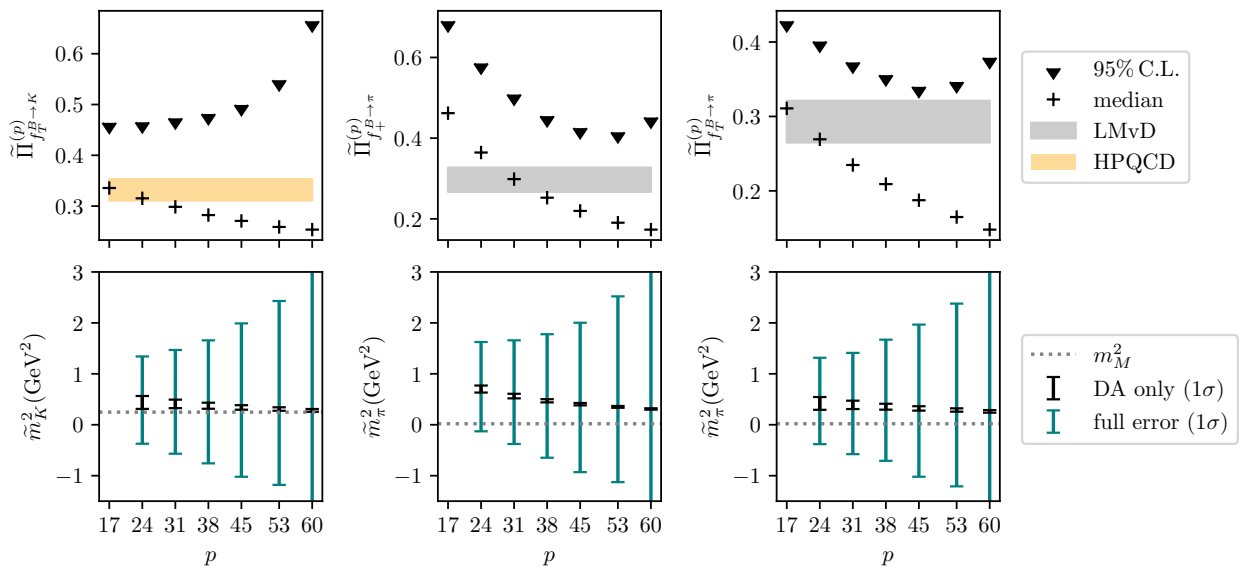 0.6
0.5
0.4
0.3
Π̃^{(p)}_{f_T^{B→K}}
0.6
0.4
0.2
Π̃^{(p)}_{f_+^{B→π}}
0.4
0.3
0.2
Π̃^{(p)}_{f_T^{B→π}}
95% C.L.
median
LMvD
HPQCD
3
2
1
0
−1
m̃²_K(GeV²)
17 24 31 38 45 53 60
p
3
2
1
0
−1
m̃²_π(GeV²)
17 24 31 38 45 53 60
p
3
2
1
0
−1
m̃²_π(GeV²)
17 24 31 38 45 53 60
p
m²_M
DA only (1σ)
full error (1σ)